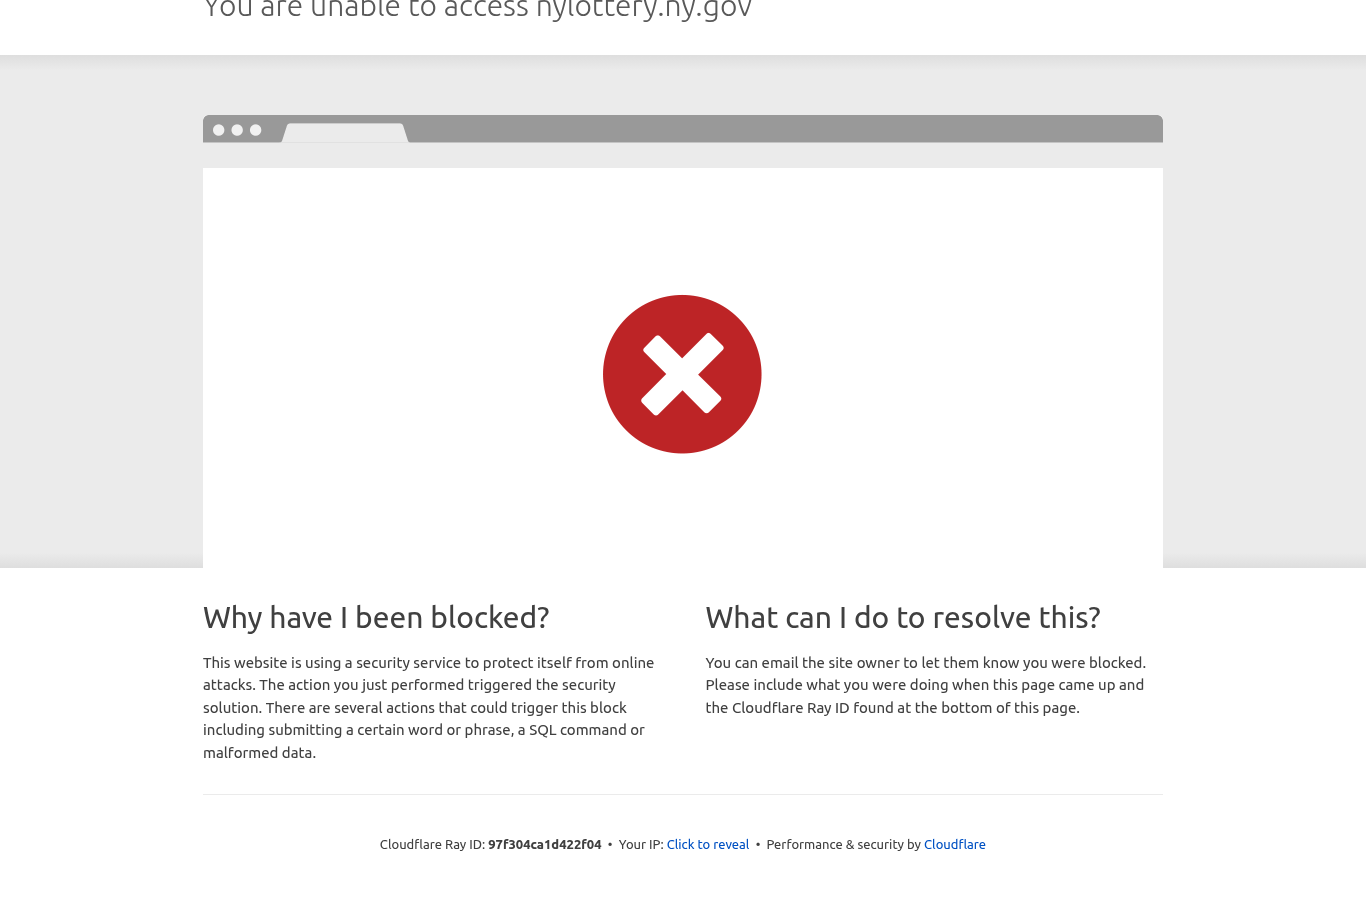 You are unable to access nylottery.ny.gov
Why have I been blocked?
This website is using a security service to protect itself from online
attacks. The action you just performed triggered the security
solution. There are several actions that could trigger this block
including submitting a certain word or phrase, a SQL command or
malformed data.
What can I do to resolve this?
You can email the site owner to let them know you were blocked.
Please include what you were doing when this page came up and
the Cloudflare Ray ID found at the bottom of this page.
Cloudflare Ray ID: 97f304ca1d422f04 • Your IP: Click to reveal • Performance & security by Cloudflare